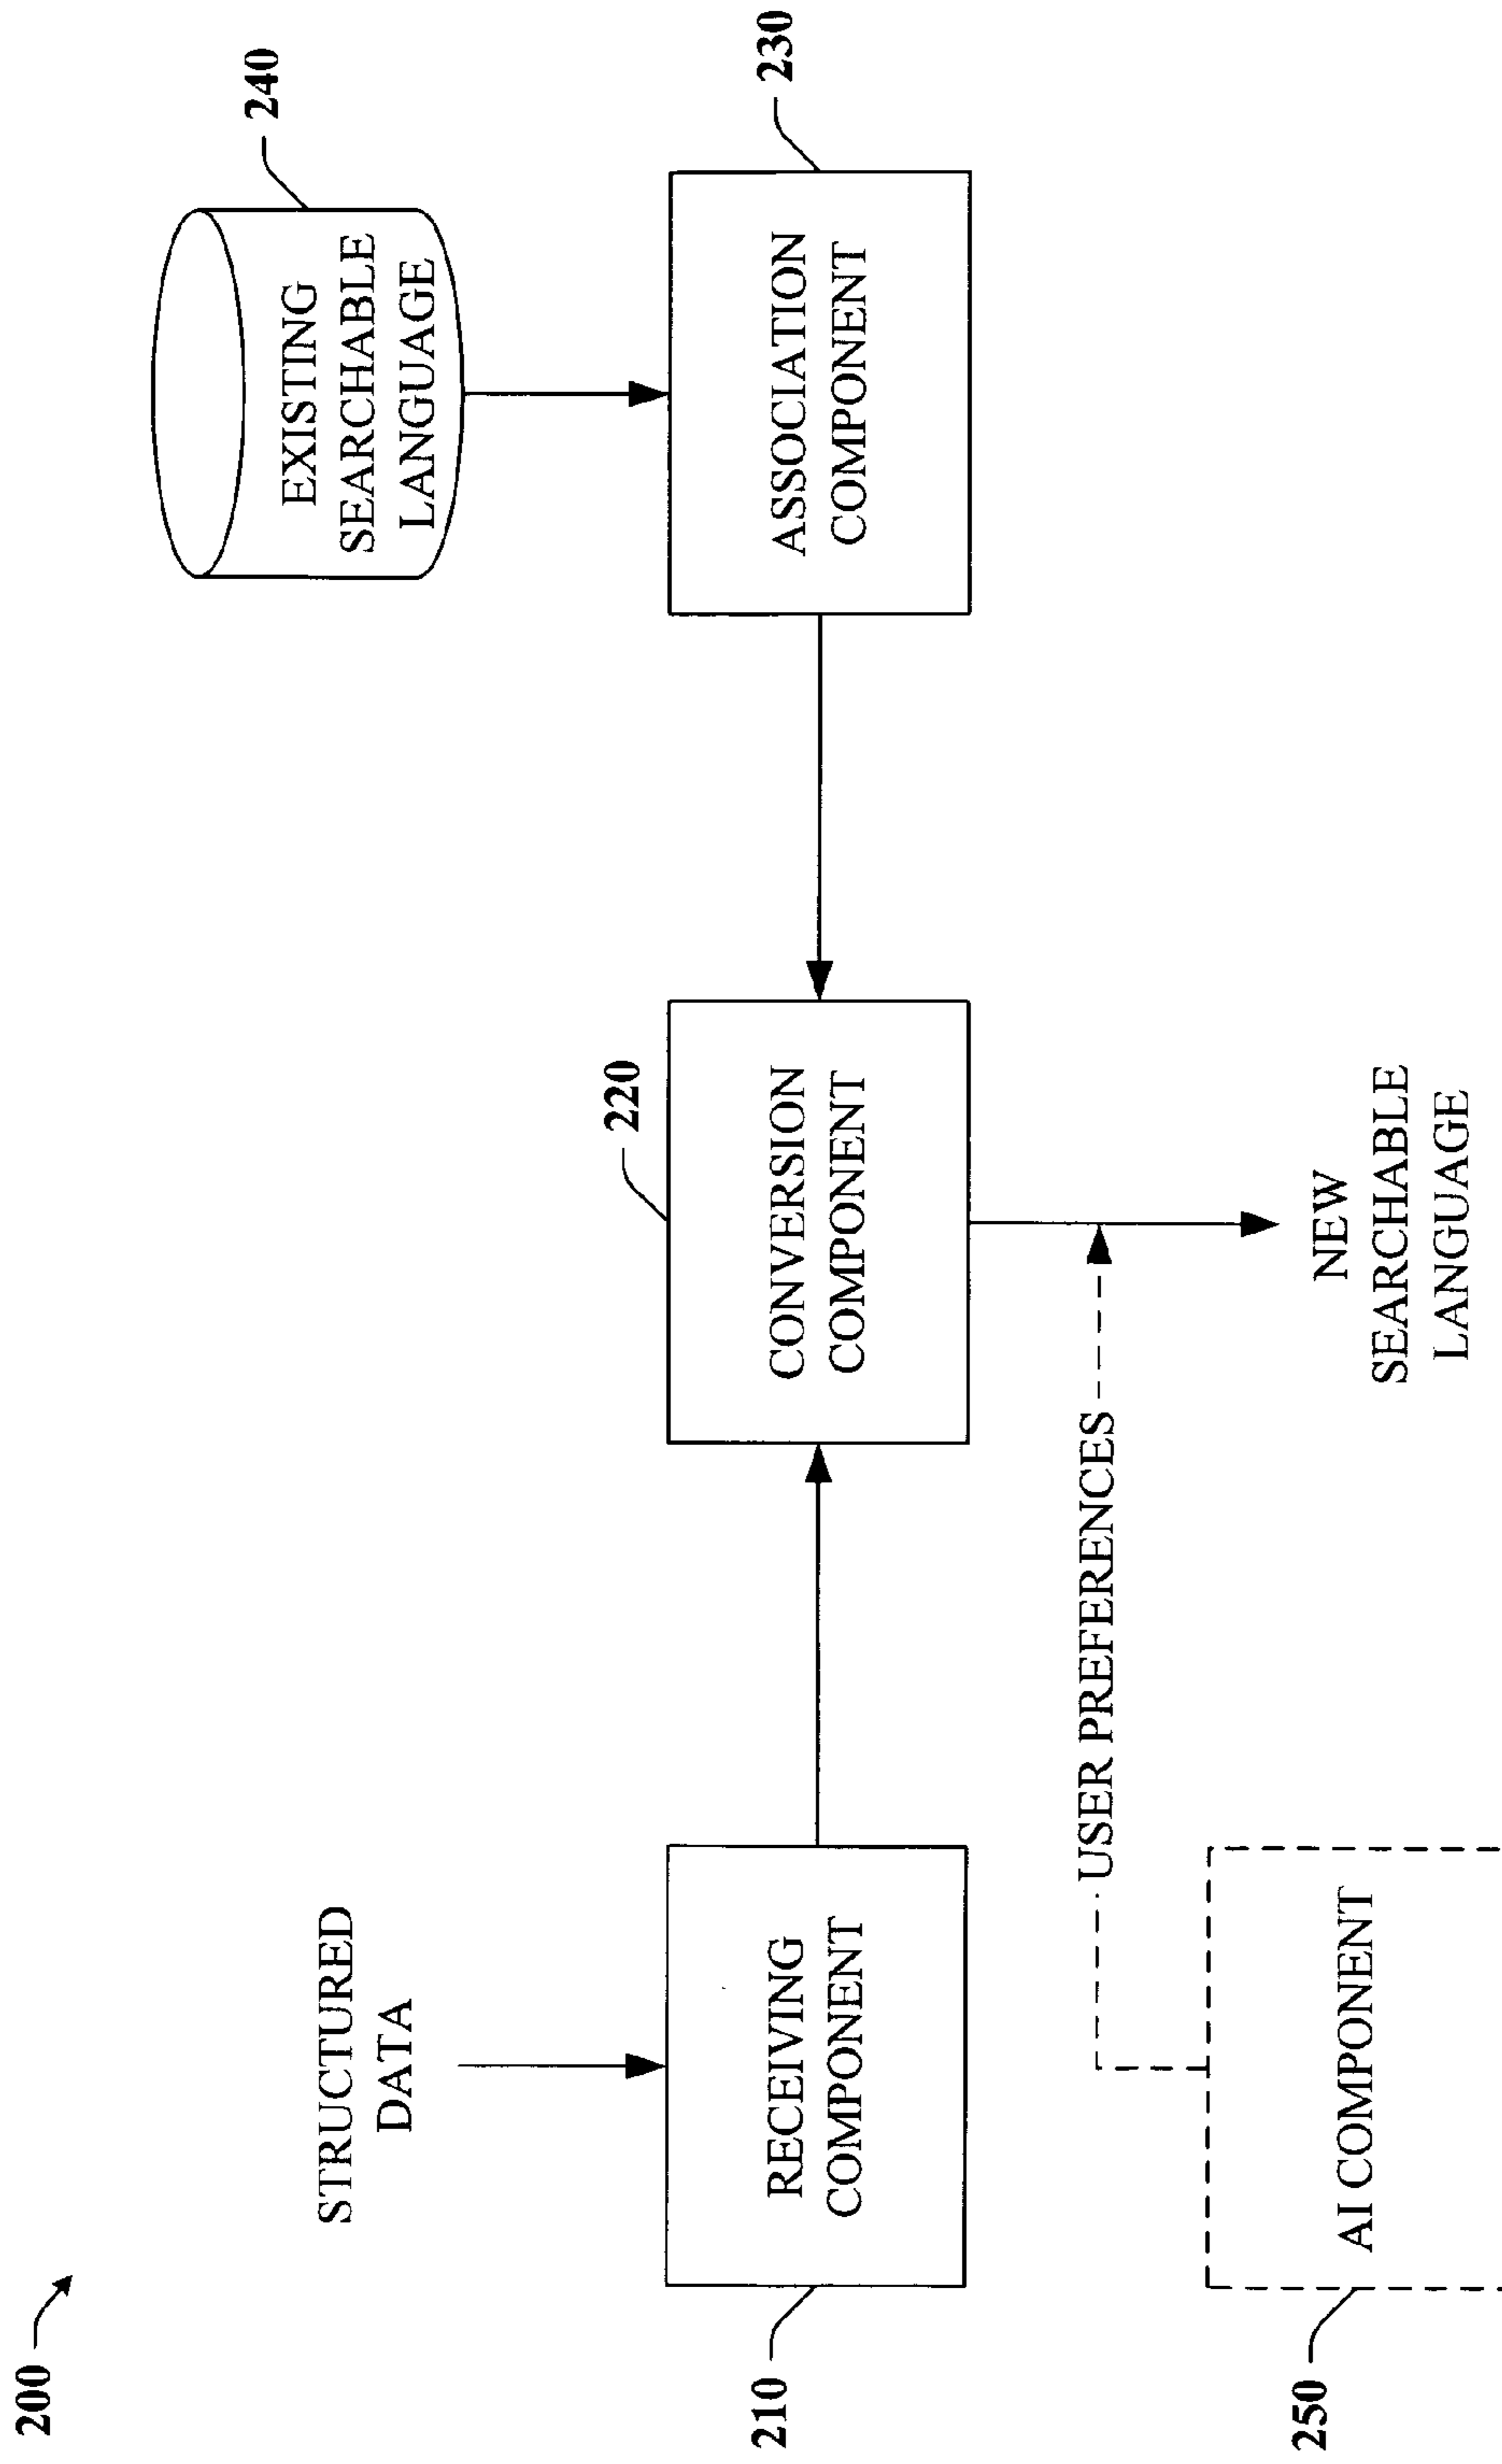 200
STRUCTURED
DATA
EXISTING
SEARCHABLE
LANGUAGE
240
210
RECEIVING
COMPONENT
220
CONVERSION
COMPONENT
ASSOCIATION
COMPONENT
230
USER PREFERENCES
250
AI COMPONENT
NEW
SEARCHABLE
LANGUAGE